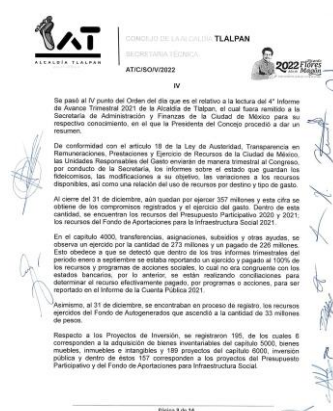 ALCALDÍA TLALPAN
CONCEJO DE LA ALCALDÍA TLALPAN
SECRETARÍA TÉCNICA
AT/C/SO/V/2022
2022 Flores Magón
IV
Se pasó al IV punto del Orden del día que es el relativo a la lectura del 4° Informe
de Avance Trimestral 2021 de la Alcaldía de Tlalpan, el cual fuera remitido a la
Secretaría de Administración y Finanzas de la Ciudad de México para su
respectivo conocimiento, en el que la Presidenta del Concejo procedió a dar un
resumen.
De conformidad con el artículo 18 de la Ley de Austeridad, Transparencia en
Remuneraciones, Prestaciones y Ejercicio de Recursos de la Ciudad de México,
las Unidades Responsables del Gasto enviarán de manera trimestral al Congreso,
por conducto de la Secretaría, los informes sobre el estado que guardan los
fideicomisos, las modificaciones a su objetivo, las variaciones a los recursos
disponibles, así como una relación del uso de recursos por destino y tipo de gasto.
Al cierre del 31 de diciembre, aún quedan por ejercer 357 millones y esta cifra se
obtiene de los compromisos registrados y el ejercicio del gasto. Dentro de esta
cantidad, se encuentran los recursos del Presupuesto Participativo 2020 y 2021;
los recursos del Fondo de Aportaciones para la Infraestructura Social 2021.
En el capítulo 4000, transferencias, asignaciones, subsidios y otras ayudas, se
observa un ejercicio por la cantidad de 273 millones y un pagado de 226 millones.
Esto obedece a que se detectó que dentro de los tres informes trimestrales del
periodo enero a septiembre se estaba reportando un ejercido y pagado al 100% de
los recursos y programas de acciones sociales, lo cual no era congruente con los
estados bancarios, por lo anterior, se están realizando conciliaciones para
determinar el recurso efectivamente pagado, por programas o acciones, para ser
reportado en el Informe de la Cuenta Pública 2021.
Asimismo, al 31 de diciembre, se encontraban en proceso de registro, los recursos
ejercidos del Fondo de Autogenerados que ascendió a la cantidad de 33 millones
de pesos.
Respecto a los Proyectos de Inversión, se registraron 195, de los cuales 6
corresponden a la adquisición de bienes inventariables del capítulo 5000, bienes
muebles, inmuebles e intangibles y 189 proyectos del capítulo 6000, inversión
pública y dentro de éstos 157 corresponden a los proyectos del Presupuesto
Participativo y del Fondo de Aportaciones para Infraestructura Social.